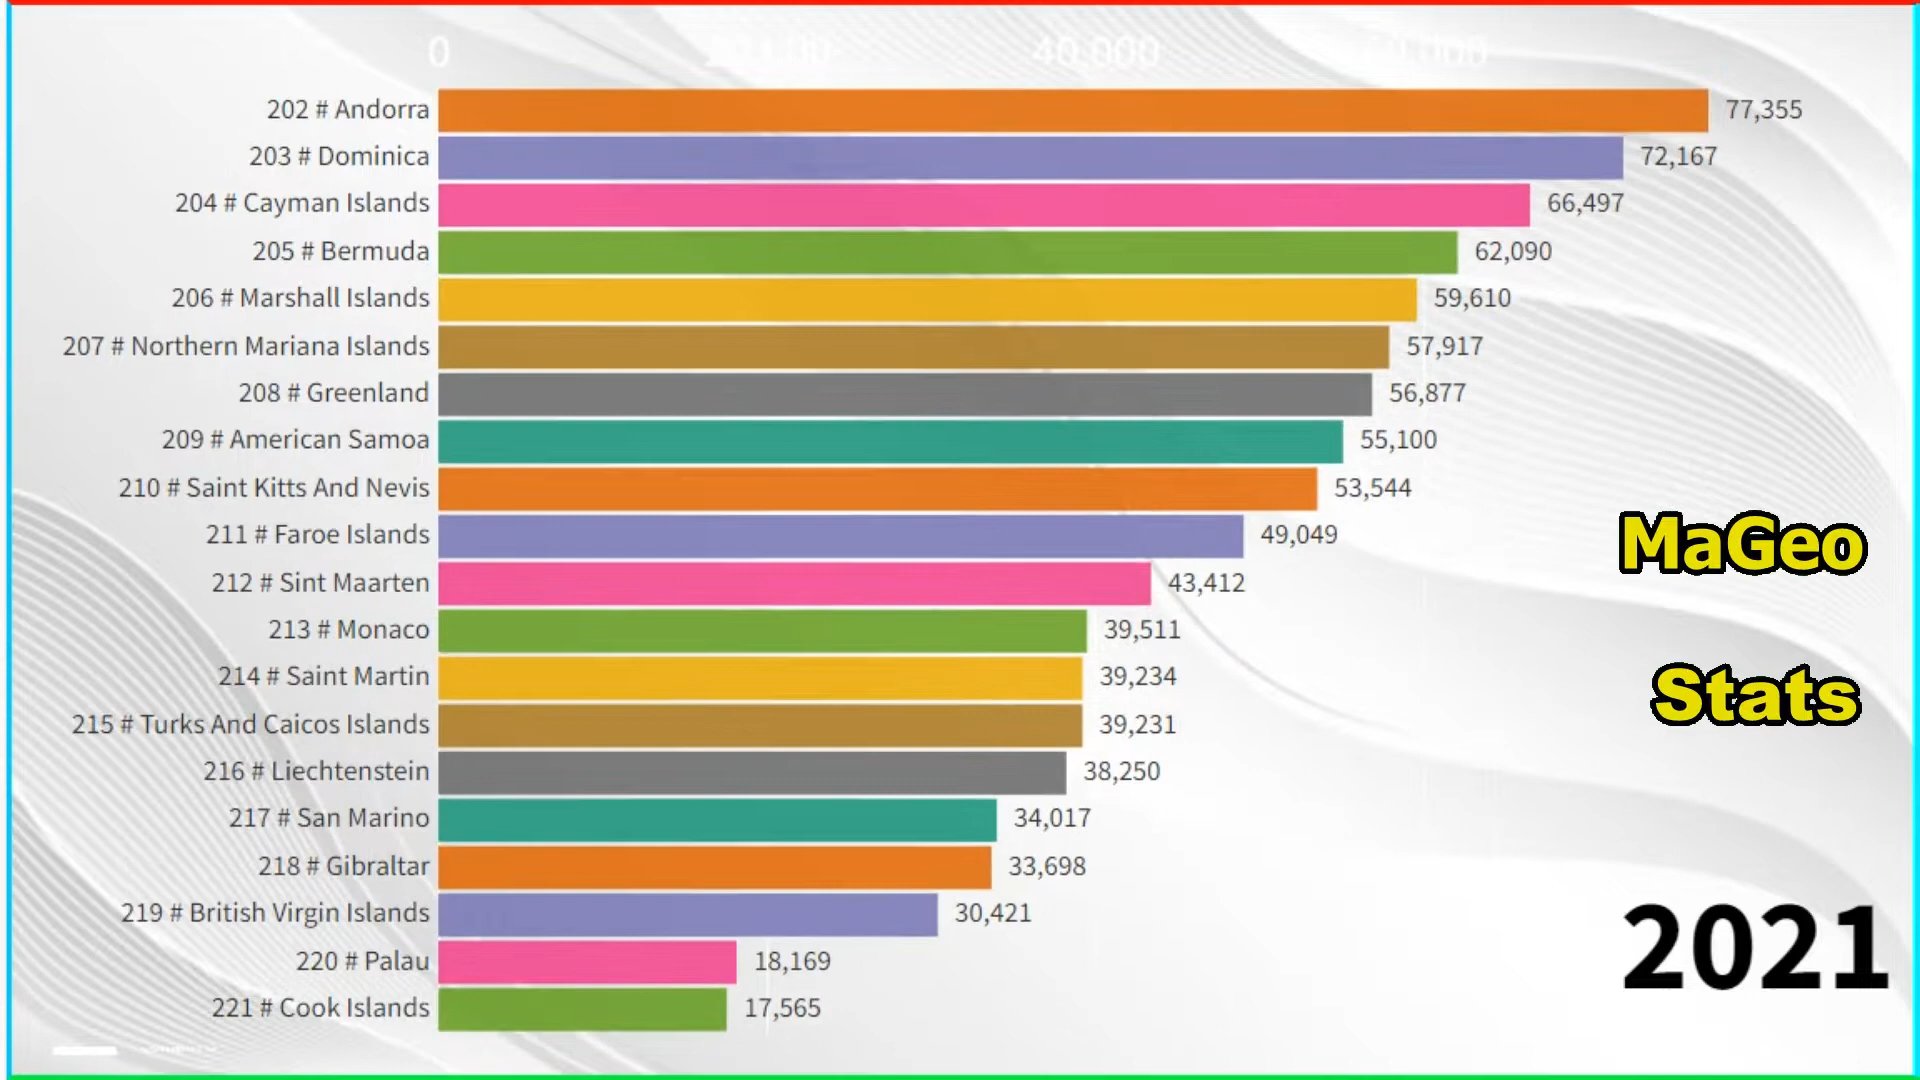 0 40,000
202 # Andorra 77,355
203 # Dominica 72,167
204 # Cayman Islands 66,497
205 # Bermuda 62,090
206 # Marshall Islands 59,610
207 # Northern Mariana Islands 57,917
208 # Greenland 56,877
209 # American Samoa 55,100
210 # Saint Kitts And Nevis 53,544
211 # Faroe Islands 49,049
212 # Sint Maarten 43,412
213 # Monaco 39,511
214 # Saint Martin 39,234
215 # Turks And Caicos Islands 39,231
216 # Liechtenstein 38,250
217 # San Marino 34,017
218 # Gibraltar 33,698
219 # British Virgin Islands 30,421
220 # Palau 18,169
221 # Cook Islands 17,565
MaGeo
Stats
2021